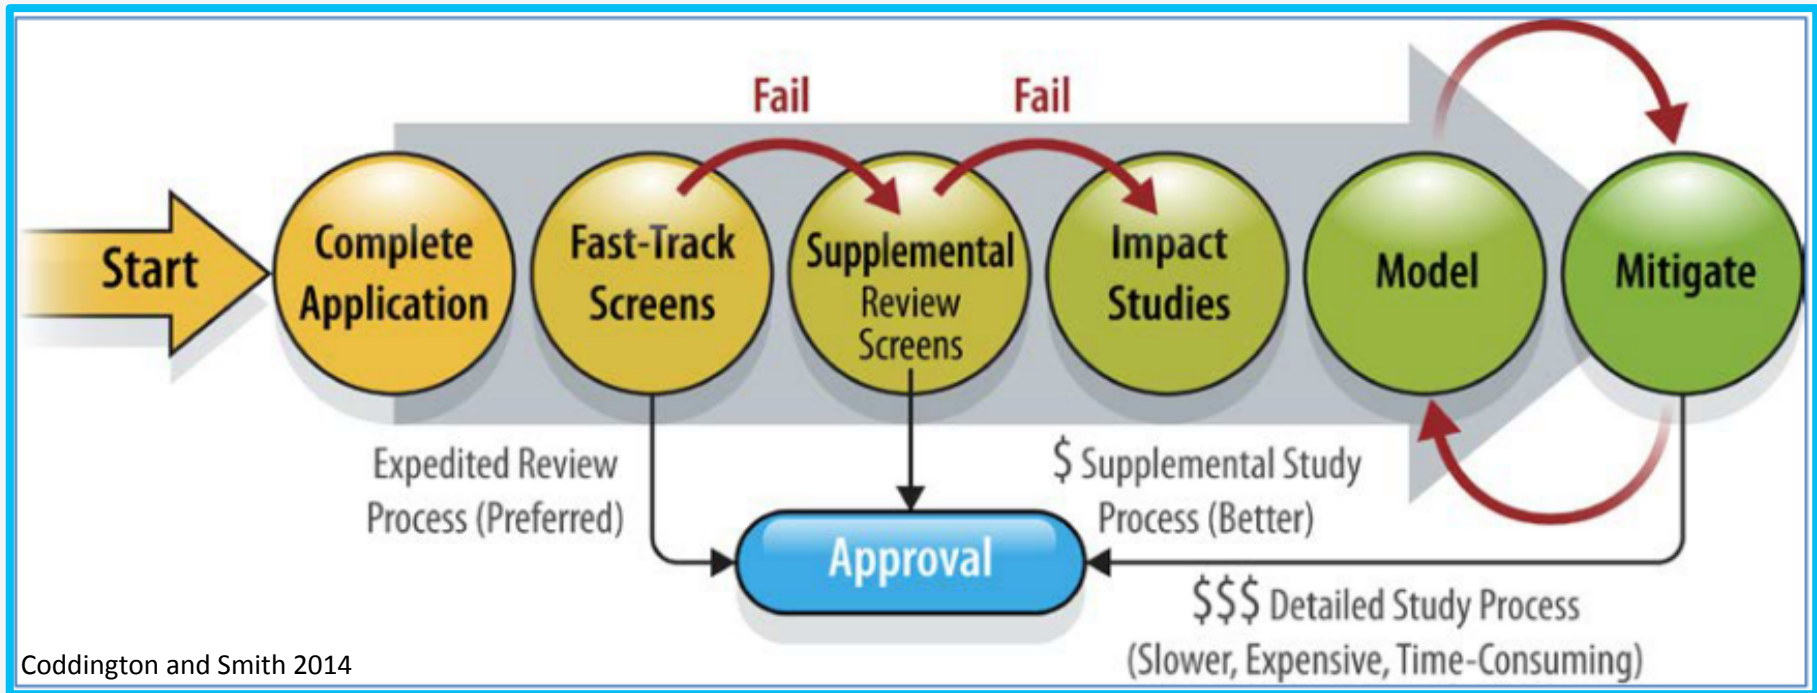 Fail
Fail
Start
Complete
Application
Fast-Track
Screens
Supplemental
Review
Screens
Impact
Studies
Model
Mitigate
Expedited Review
Process (Preferred)
$ Supplemental Study
Process (Better)
Approval
$$$ Detailed Study Process
(Slower, Expensive, Time-Consuming)
Coddington and Smith 2014